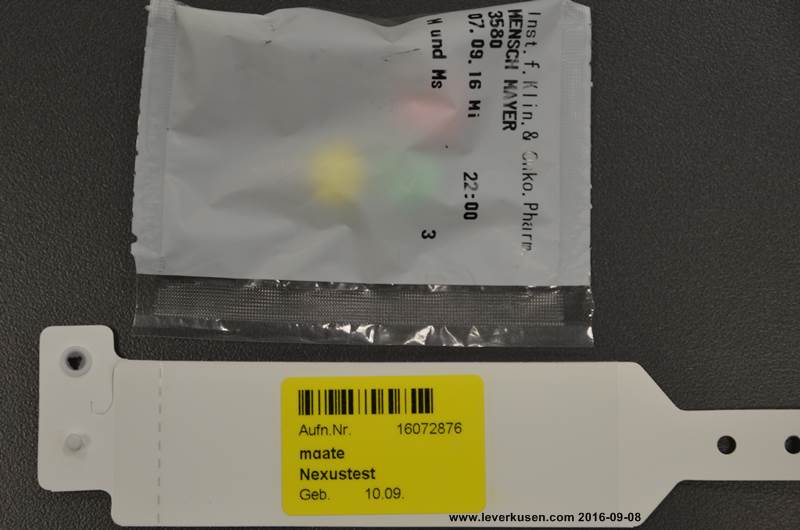 Inst. f. Klin. & Onko. Pharm
MENSCH MAYER
3580
07. 09. 16 Mi 22:00
N und Ms 3
Aufn.Nr. 16072876
maate
Nexustest
Geb. 10.09.
www.leverkusen.com 2016-09-08